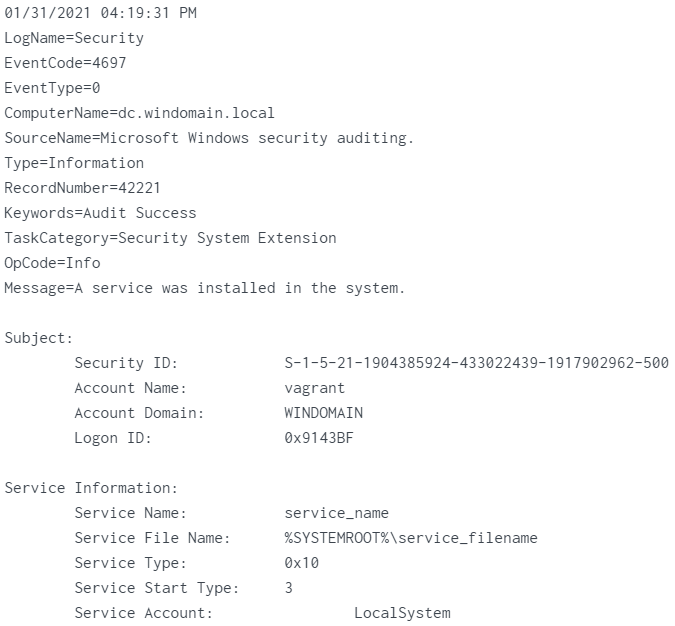 01/31/2021 04:19:31 PM
LogName=Security
EventCode=4697
EventType=0
ComputerName=dc.windomain.local
SourceName=Microsoft Windows security auditing.
Type=Information
RecordNumber=42221
Keywords=Audit Success
TaskCategory=Security System Extension
OpCode=Info
Message=A service was installed in the system.

Subject:
	Security ID:		S-1-5-21-1904385924-433022439-1917902962-500
	Account Name:		vagrant
	Account Domain:		WINDOMAIN
	Logon ID:		0x9143BF

Service Information:
	Service Name:		service_name
	Service File Name:	%SYSTEMROOT%\service_filename
	Service Type:		0x10
	Service Start Type:	3
	Service Account:		LocalSystem